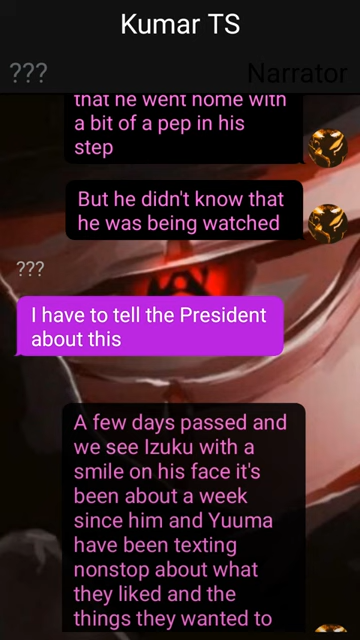 Kumar TS
??? Narrator
that he went home with
a bit of a pep in his
step
But he didn't know that
he was being watched
???
I have to tell the President
about this
A few days passed and
we see Izuku with a
smile on his face it's
been about a week
since him and Yuuma
have been texting
nonstop about what
they liked and the
things they wanted to